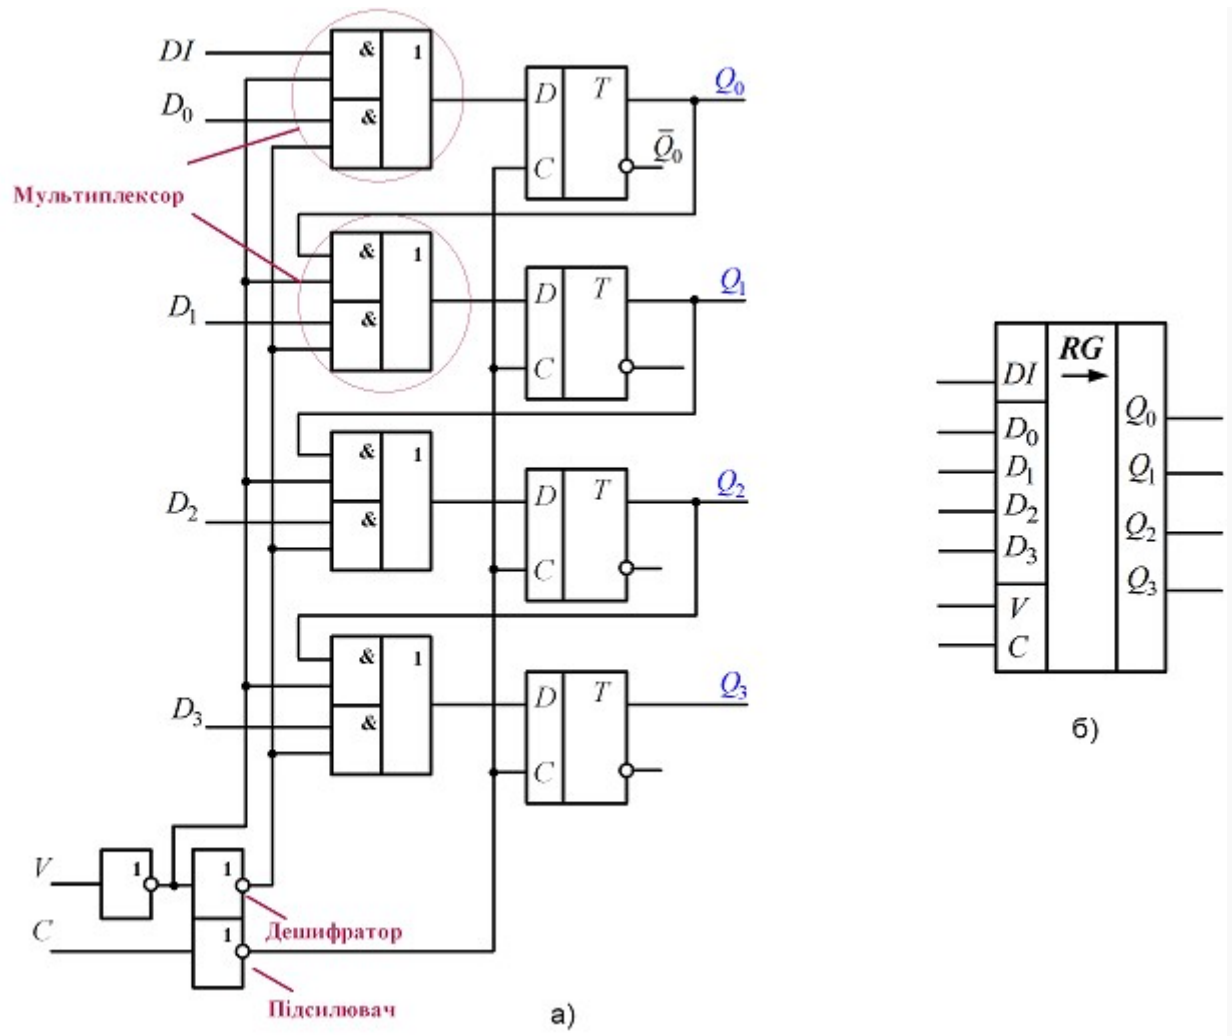 DI
& 1
D₀
&
D T
Q₀
Q̄₀
C
Мультиплексор
& 1
D₁
&
D T
Q₁
C
& 1
D₂
&
D T
Q₂
C
& 1
D₃
&
D T
Q₃
C
V
1
1
C
1
Дешифратор
Підсилювач
а)
RG
DI
D₀
D₁
D₂
D₃
V
C
Q₀
Q₁
Q₂
Q₃
б)